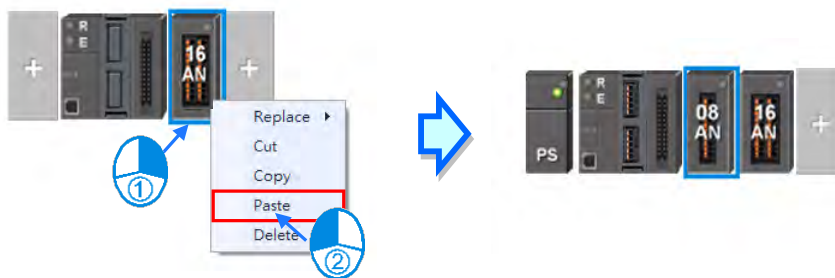 R
E
16
AN
+
+
Replace
Cut
Copy
Paste
Delete
①
②
R
E
PS
08
AN
16
AN
+